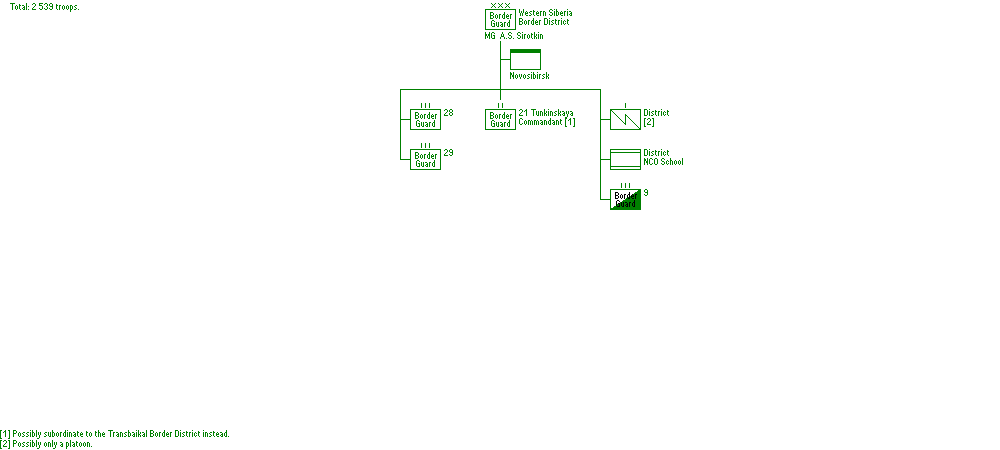 Total: 2 539 troops.
XXX
Border
Guard
Western Siberia
Border District
MG A.S. Sirotkin
Novosibirsk
III
Border
Guard
28
II
Border
Guard
21 Tunkinskaya
Commandant [1]
I
District
[2]
III
Border
Guard
29
District
NCO School
III
Border
Guard
9
[1] Possibly subordinate to the Transbaikal Border District instead.
[2] Possibly only a platoon.